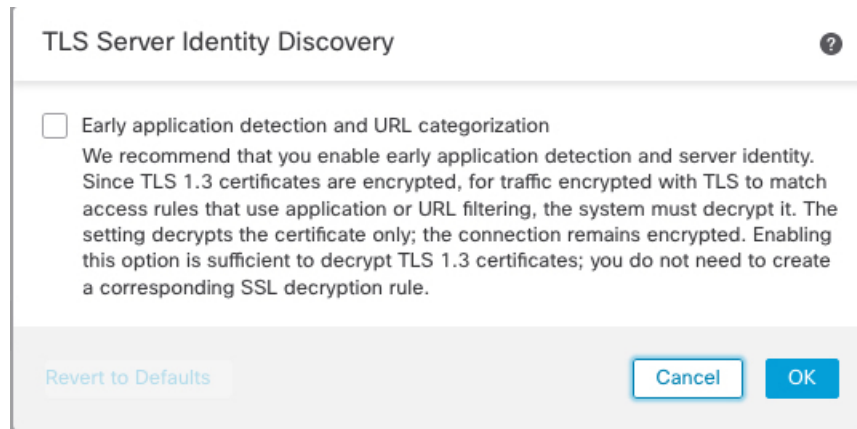 TLS Server Identity Discovery
?
Early application detection and URL categorization
We recommend that you enable early application detection and server identity.
Since TLS 1.3 certificates are encrypted, for traffic encrypted with TLS to match
access rules that use application or URL filtering, the system must decrypt it. The
setting decrypts the certificate only; the connection remains encrypted. Enabling
this option is sufficient to decrypt TLS 1.3 certificates; you do not need to create
a corresponding SSL decryption rule.
Revert to Defaults
Cancel
OK